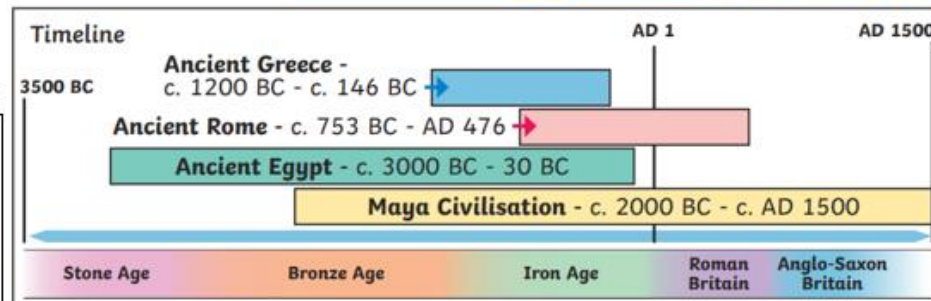 Timeline
AD 1
AD 1500
3500 BC
Ancient Greece -
c. 1200 BC - c. 146 BC
Ancient Rome - c. 753 BC - AD 476
Ancient Egypt - c. 3000 BC - 30 BC
Maya Civilisation - c. 2000 BC - c. AD 1500
Stone Age
Bronze Age
Iron Age
Roman
Britain
Anglo-Saxon
Britain